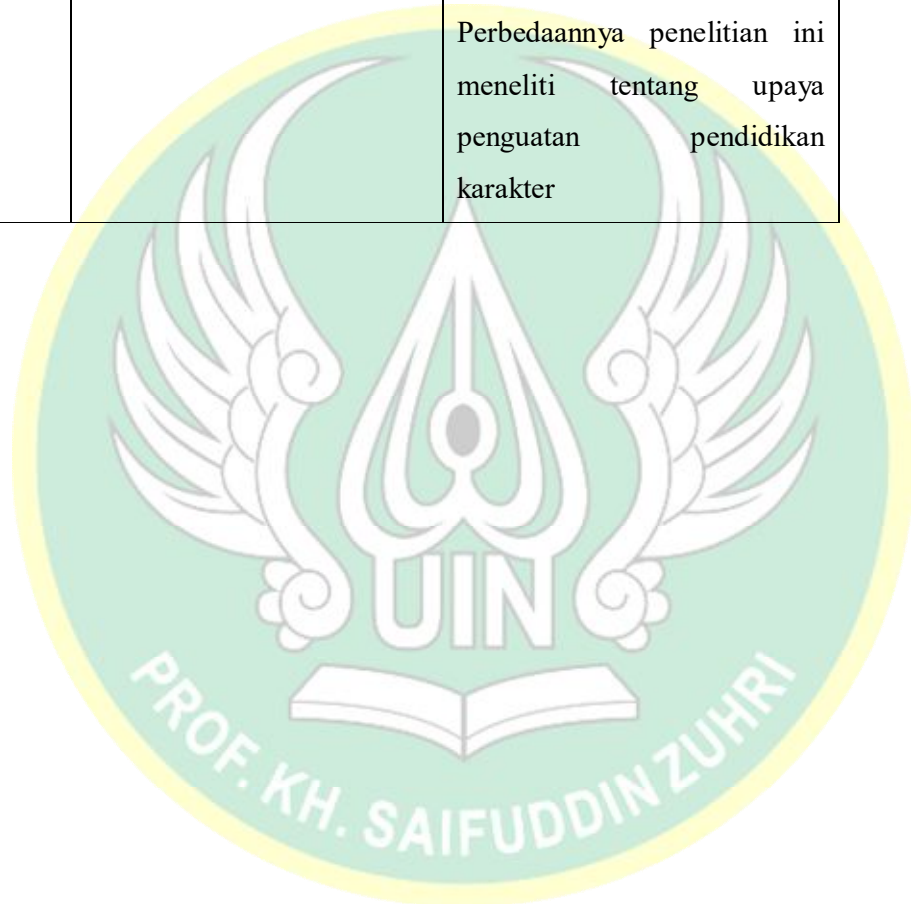 Perbedaannya penelitian ini
meneliti tentang upaya
penguatan pendidikan
karakter
UIN
PROF. KH. SAIFUDDIN ZUHRI